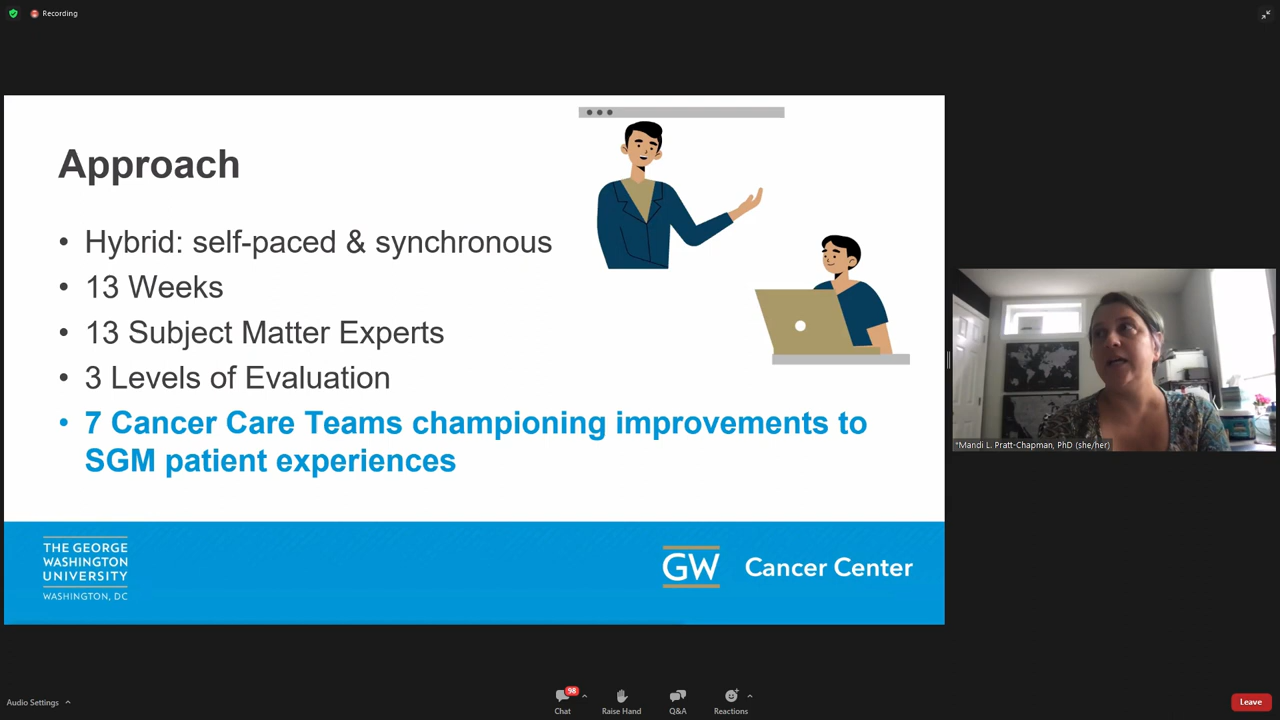 Recording
Approach
• Hybrid: self-paced & synchronous
• 13 Weeks
• 13 Subject Matter Experts
• 3 Levels of Evaluation
• 7 Cancer Care Teams championing improvements to
SGM patient experiences
THE GEORGE
WASHINGTON
UNIVERSITY
WASHINGTON, DC
GW Cancer Center
*Mandi L. Pratt-Chapman, PhD (she/her)
Audio Settings
98
Chat
Raise Hand
Q&A
Reactions
Leave